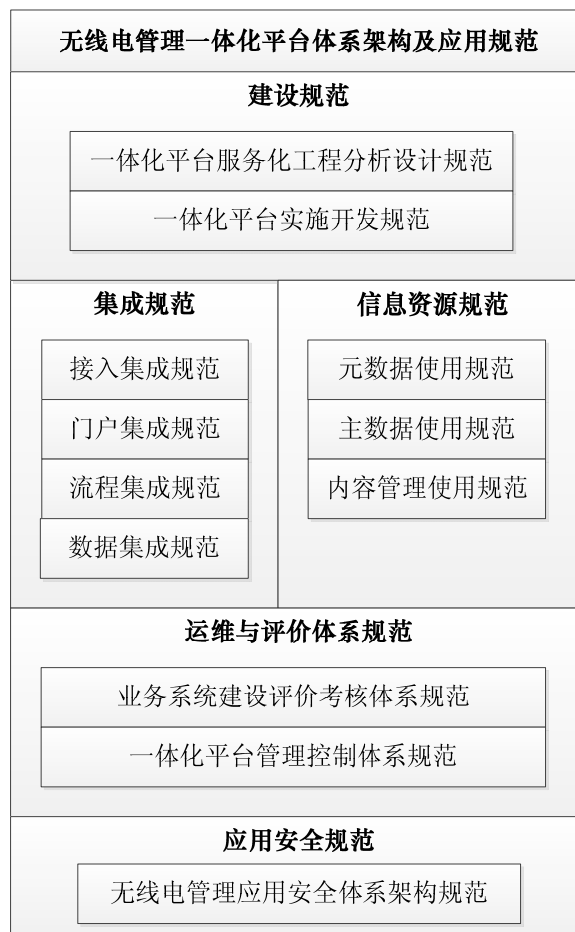 无线电管理一体化平台体系架构及应用规范
建设规范
一体化平台服务化工程分析设计规范
一体化平台实施开发规范
集成规范
接入集成规范
门户集成规范
流程集成规范
数据集成规范
信息资源规范
元数据使用规范
主数据使用规范
内容管理使用规范
运维与评价体系规范
业务系统建设评价考核体系规范
一体化平台管理控制体系规范
应用安全规范
无线电管理应用安全体系架构规范